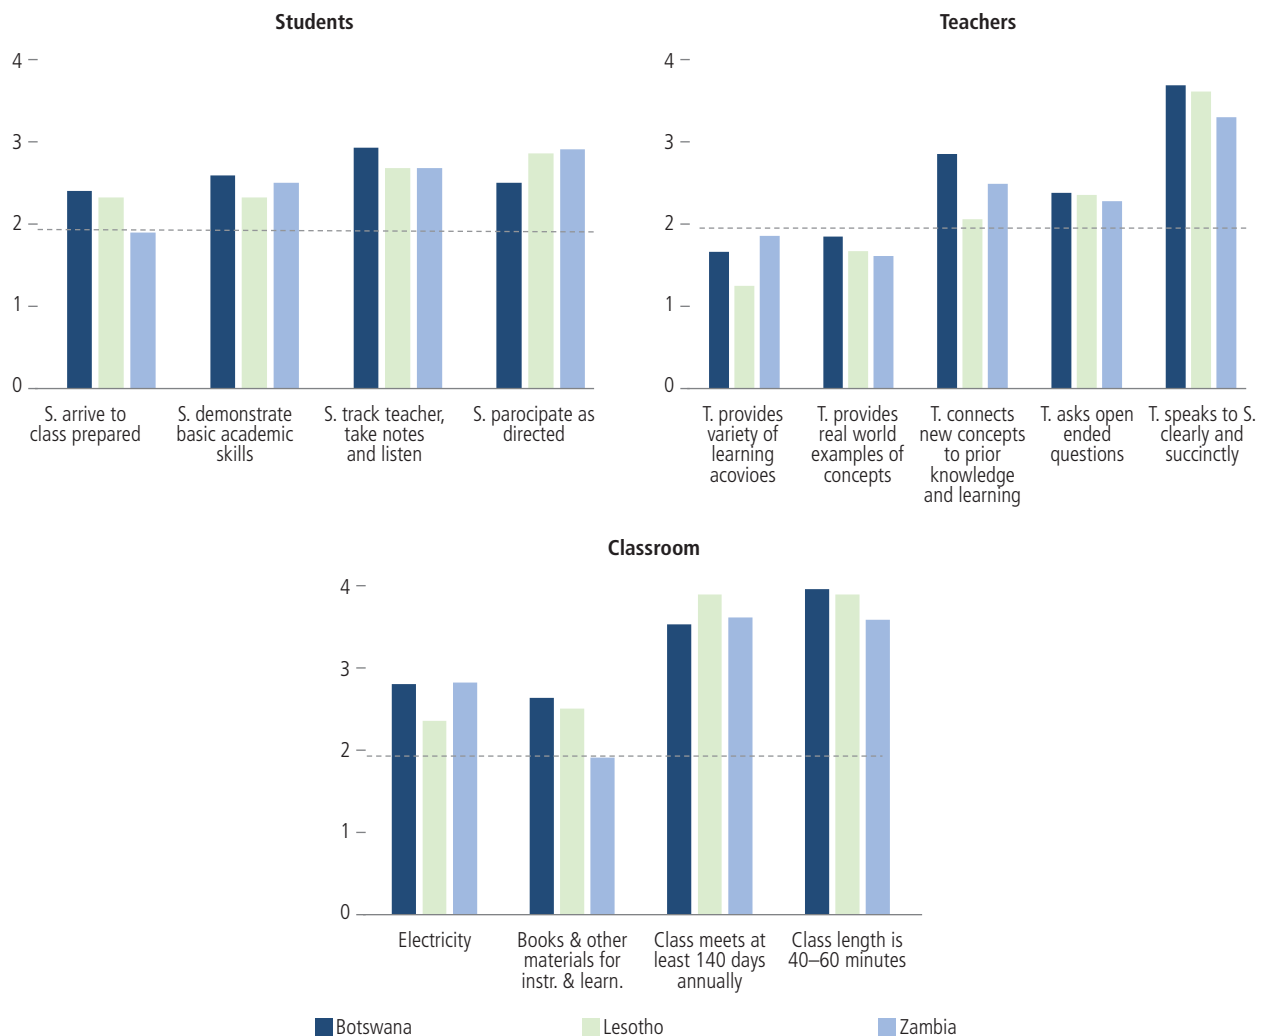 Students
4
3
2
1
0
S. arrive to
class prepared
S. demonstrate
basic academic
skills
S. track teacher,
take notes
and listen
S. parocipate as
directed
Teachers
4
3
2
1
0
T. provides
variety of
learning
acovioes
T. provides
real world
examples of
concepts
T. connects
new concepts
to prior
knowledge
and learning
T. asks open
ended
questions
T. speaks to S.
clearly and
succinctly
Classroom
4
3
2
1
0
Electricity
Books & other
materials for
instr. & learn.
Class meets at
least 140 days
annually
Class length is
40–60 minutes
Botswana
Lesotho
Zambia